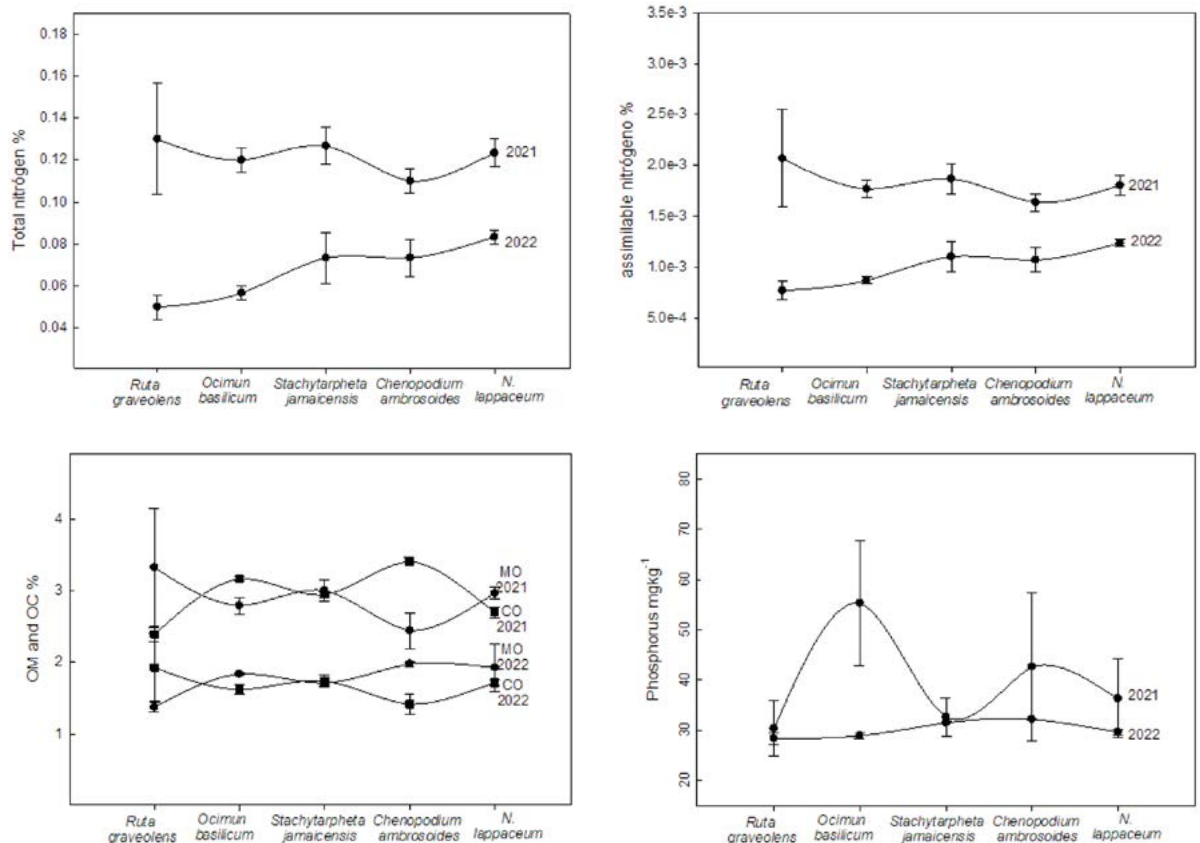 Total nitrógen %
0.18
0.16
0.14
0.12
0.10
0.08
0.06
0.04
2021
2022
Ruta
graveolens
Ocimun
basilicum
Stachytarpheta
jamaicensis
Chenopodium
ambrosoides
N.
lappaceum
assimilable nitrógeno %
3.5e-3
3.0e-3
2.5e-3
2.0e-3
1.5e-3
1.0e-3
5.0e-4
2021
2022
Ruta
graveolens
Ocimun
basilicum
Stachytarpheta
jamaicensis
Chenopodium
ambrosoides
N.
lappaceum
OM and OC %
4
3
2
1
MO
2021
CO
2021
MO
2022
CO
2022
Ruta
graveolens
Ocimun
basilicum
Stachytarpheta
jamaicensis
Chenopodium
ambrosoides
N.
lappaceum
Phosphorus mgkg⁻¹
80
70
60
50
40
30
20
2021
2022
Ruta
graveolens
Ocimun
basilicum
Stachytarpheta
jamaicensis
Chenopodium
ambrosoides
N.
lappaceum